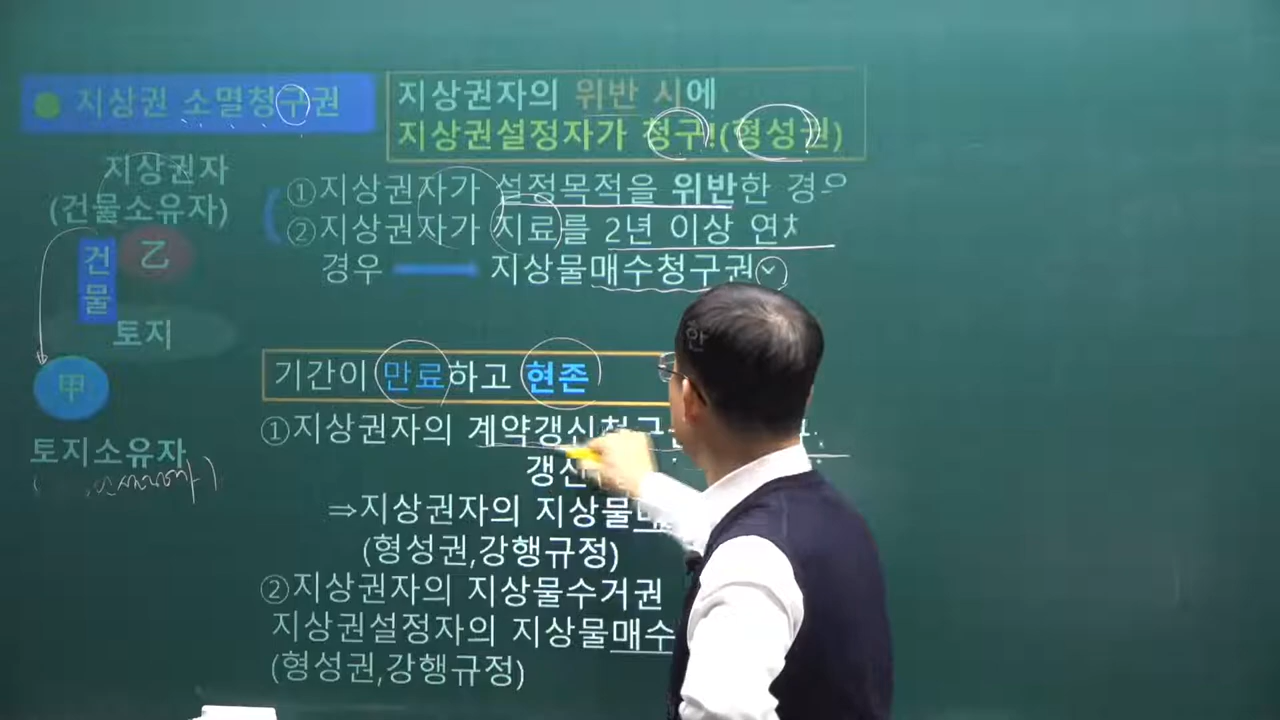 지상권 소멸청구권
지상권자의 위반 시에
지상권설정자가 청구!(형성권)
지상권자
(건물소유자)
건물
乙
토지
甲
토지소유자
①지상권자가 설정목적을 위반한 경우
②지상권자가 지료를 2년 이상 연체
경우 지상물매수청구권
한
기간이 만료하고 현존
①지상권자의 계약갱신청구
갱신
⇒지상권자의 지상물
(형성권,강행규정)
②지상권자의 지상물수거권
지상권설정자의 지상물매수
(형성권,강행규정)